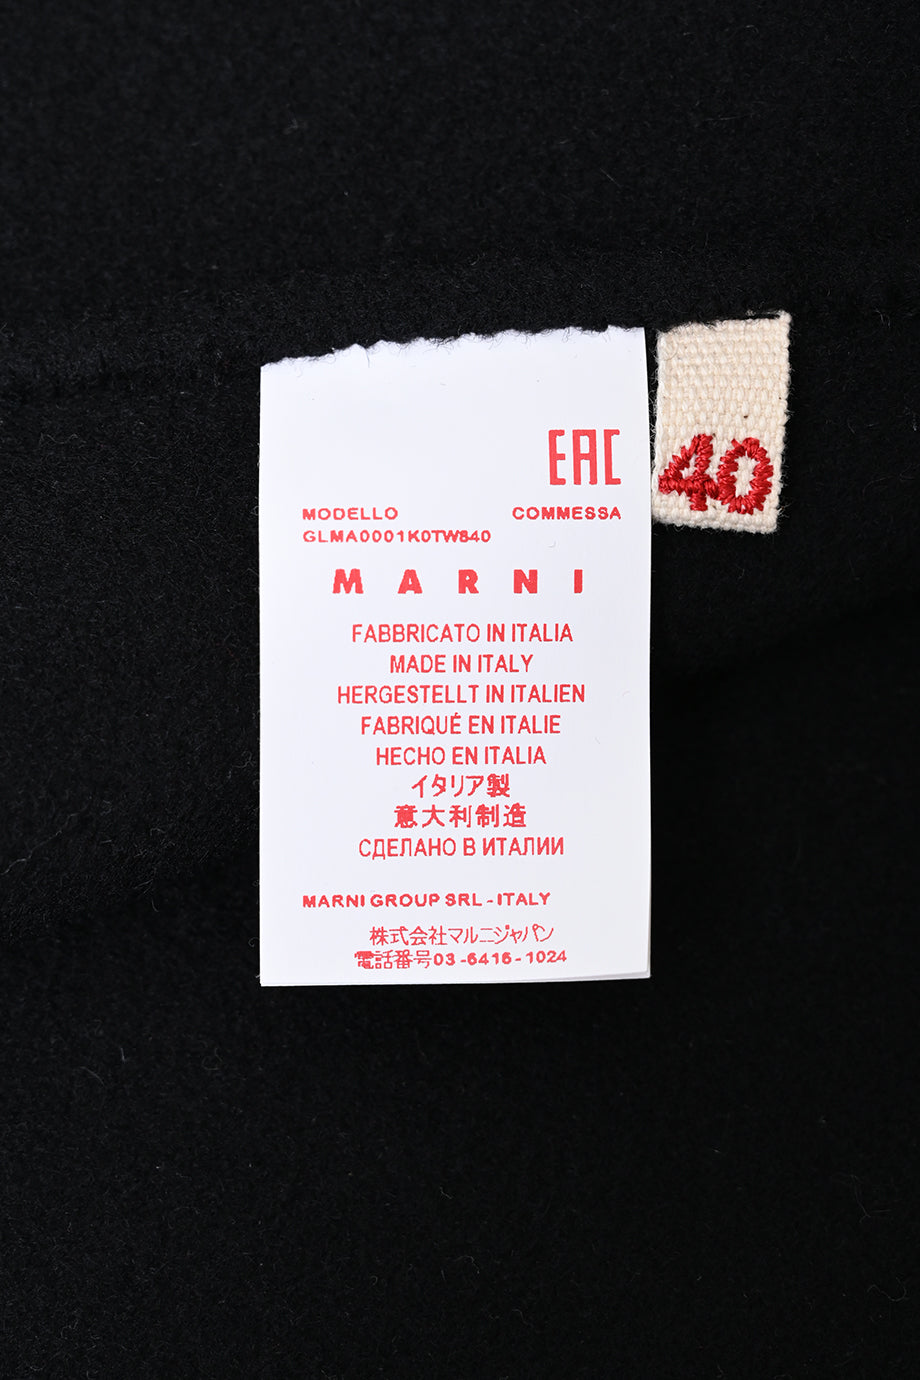 EAC
40
MODELLO COMMESSA
GLMA0001K0TW840
MARNI
FABBRICATO IN ITALIA
MADE IN ITALY
HERGESTELLT IN ITALIEN
FABRIQUÉ EN ITALIE
HECHO EN ITALIA
イタリア製
意大利制造
СДЕЛАНО В ИТАЛИИ
MARNI GROUP SRL - ITALY
株式会社マルニジャパン
電話番号03-6416-1024